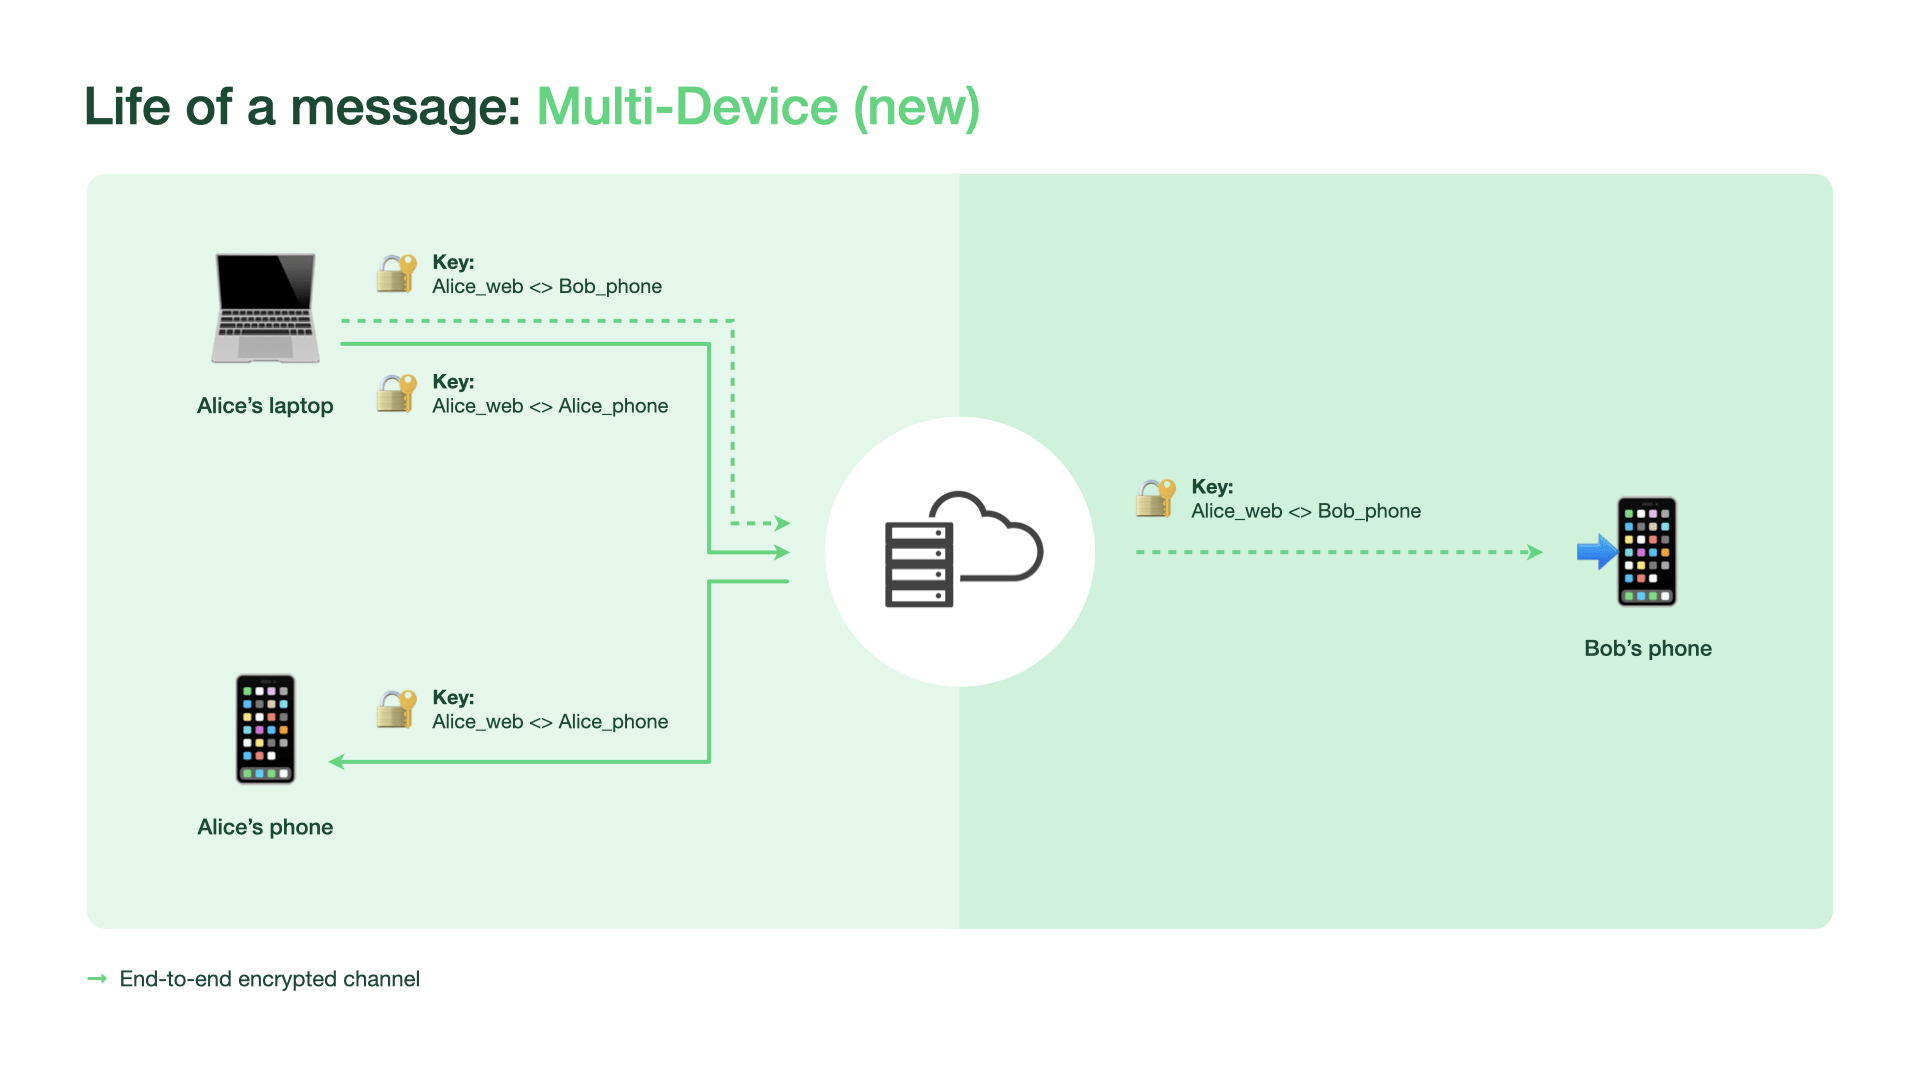 Life of a message: Multi-Device (new)
Key:
Alice_web <> Bob_phone
Key:
Alice_web <> Alice_phone
Alice’s laptop
Key:
Alice_web <> Bob_phone
Bob’s phone
Key:
Alice_web <> Alice_phone
Alice’s phone
End-to-end encrypted channel